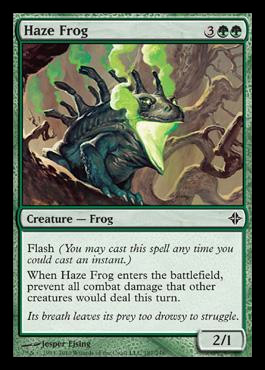 Haze Frog 3
Creature — Frog
Flash (You may cast this spell any time you
could cast an instant.)
When Haze Frog enters the battlefield,
prevent all combat damage that other
creatures would deal this turn.
Its breath leaves its prey too drowsy to struggle.
Jesper Ejsing
2/1